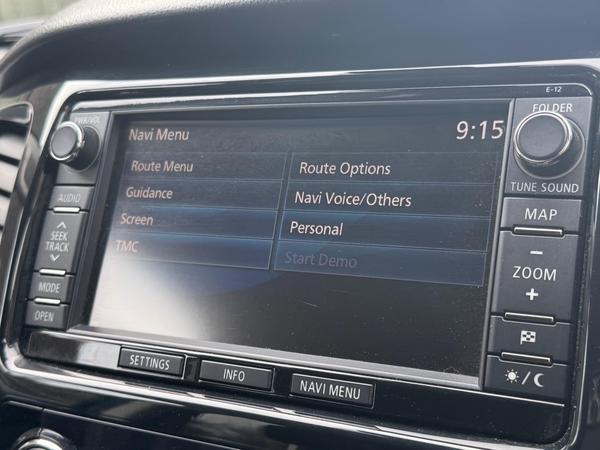 E-12
PWR/VOL
FOLDER
Navi Menu
9:15
Route Menu
Route Options
Guidance
Navi Voice/Others
Screen
Personal
TMC
Start Demo
AUDIO
SEEK
TRACK
MODE
OPEN
TUNE SOUND
MAP
ZOOM
SETTINGS
INFO
NAVI MENU